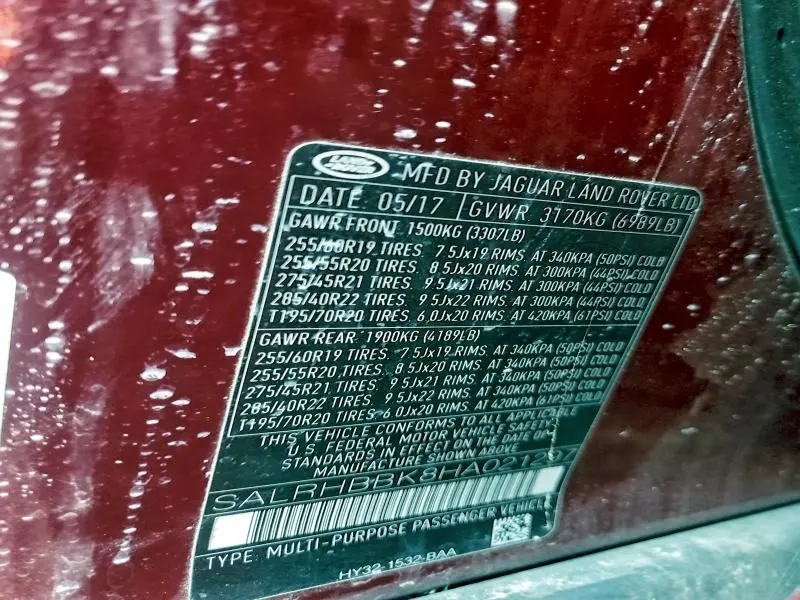 LAND ROVER MFD BY JAGUAR LAND ROVER LTD
DATE 05/17 GVWR 3170KG (6989LB)
GAWR FRONT 1500KG (3307LB)
255/60R19 TIRES. 7.5Jx19 RIMS. AT 340KPA (50PSI) COLD
255/55R20 TIRES. 8.5Jx20 RIMS. AT 300KPA (44PSI) COLD
275/45R21 TIRES. 9.5Jx21 RIMS. AT 300KPA (44PSI) COLD
285/40R22 TIRES. 9.5Jx22 RIMS. AT 300KPA (44PSI) COLD
T195/70R20 TIRES. 6.0Jx20 RIMS. AT 420KPA (61PSI) COLD
GAWR REAR 1900KG (4189LB)
255/60R19 TIRES. 7.5Jx19 RIMS. AT 340KPA (50PSI) COLD
255/55R20 TIRES. 8.5Jx20 RIMS. AT 340KPA (50PSI) COLD
275/45R21 TIRES. 9.5Jx21 RIMS. AT 340KPA (50PSI) COLD
285/40R22 TIRES. 9.5Jx22 RIMS. AT 340KPA (50PSI) COLD
T195/70R20 TIRES. 6.0Jx20 RIMS. AT 420KPA (61PSI) COLD
THIS VEHICLE CONFORMS TO ALL APPLICABLE
U.S. FEDERAL MOTOR VEHICLE SAFETY
STANDARDS IN EFFECT ON THE DATE OF
MANUFACTURE SHOWN ABOVE
TYPE: MULTI-PURPOSE PASSENGER VEHICLE
HY32-1532-BAA